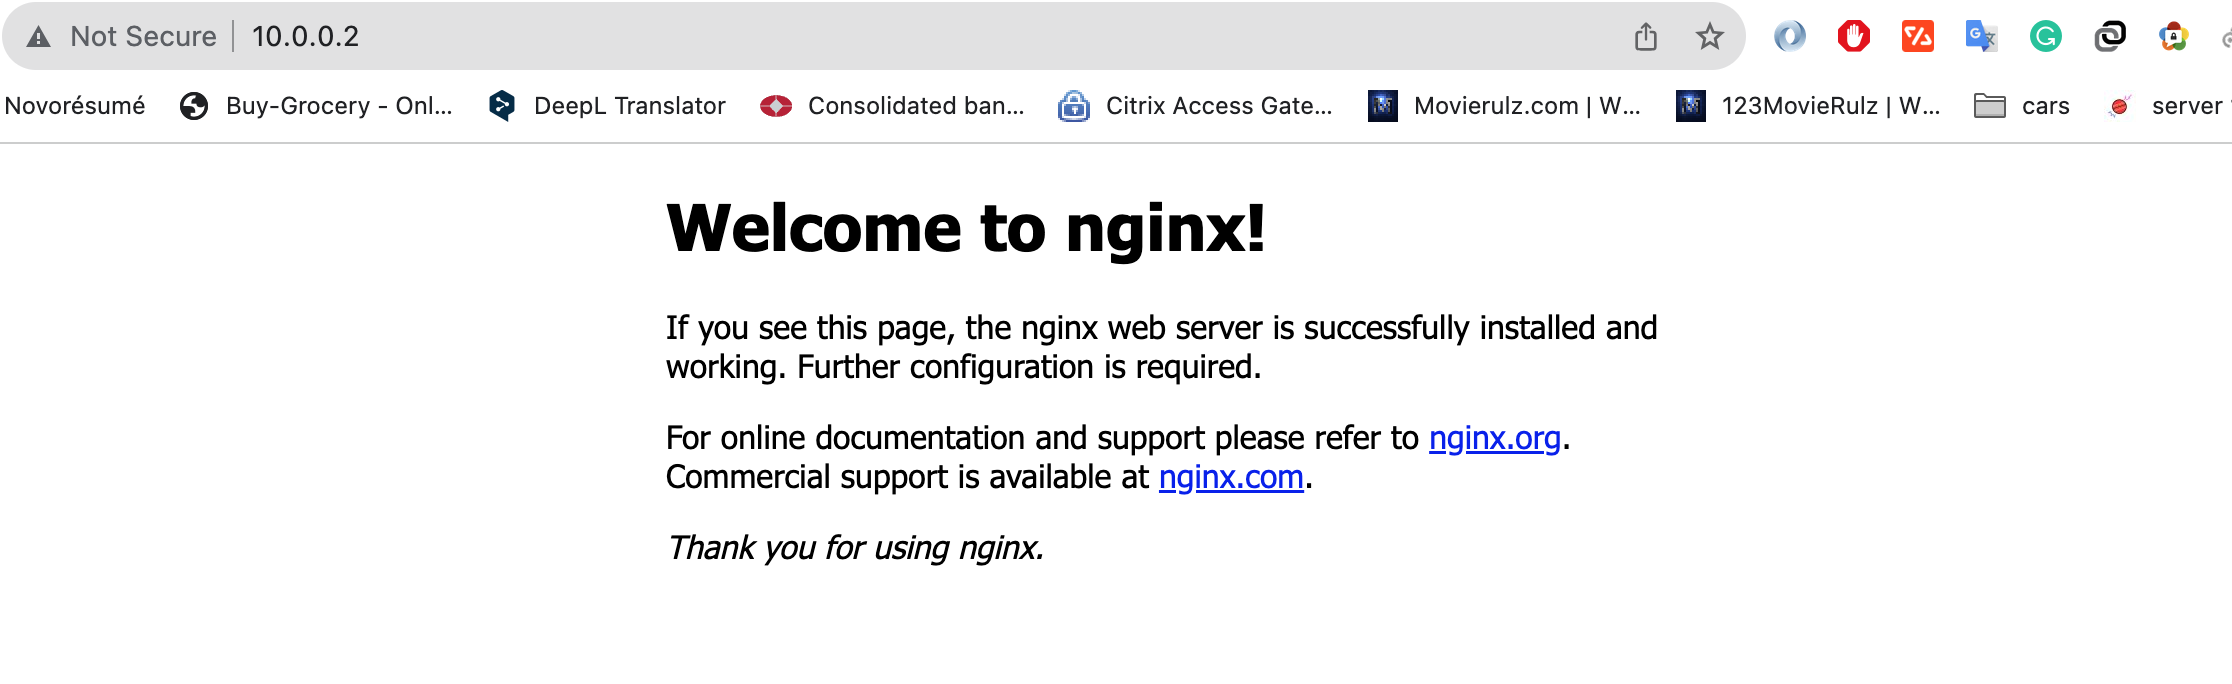 Not Secure 10.0.0.2
Novorésumé Buy-Grocery - Onl... DeepL Translator Consolidated ban... Citrix Access Gate... Movierulz.com | W... 123MovieRulz | W... cars server
Welcome to nginx!
If you see this page, the nginx web server is successfully installed and
working. Further configuration is required.
For online documentation and support please refer to nginx.org.
Commercial support is available at nginx.com.
Thank you for using nginx.